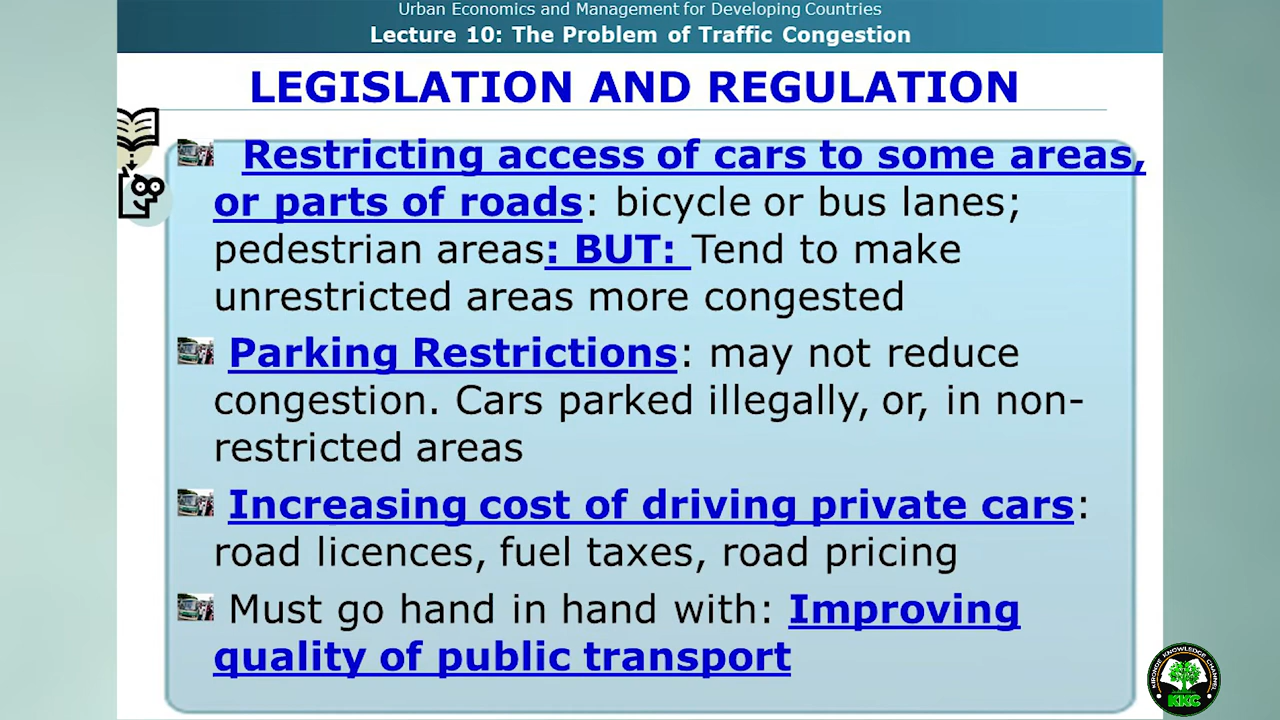 Urban Economics and Management for Developing Countries
Lecture 10: The Problem of Traffic Congestion
LEGISLATION AND REGULATION
Restricting access of cars to some areas,
or parts of roads: bicycle or bus lanes;
pedestrian areas: BUT: Tend to make
unrestricted areas more congested
Parking Restrictions: may not reduce
congestion. Cars parked illegally, or, in non-
restricted areas
Increasing cost of driving private cars:
road licences, fuel taxes, road pricing
Must go hand in hand with: Improving
quality of public transport
KIRONDE KNOWLEDGE CHANNEL
KKC